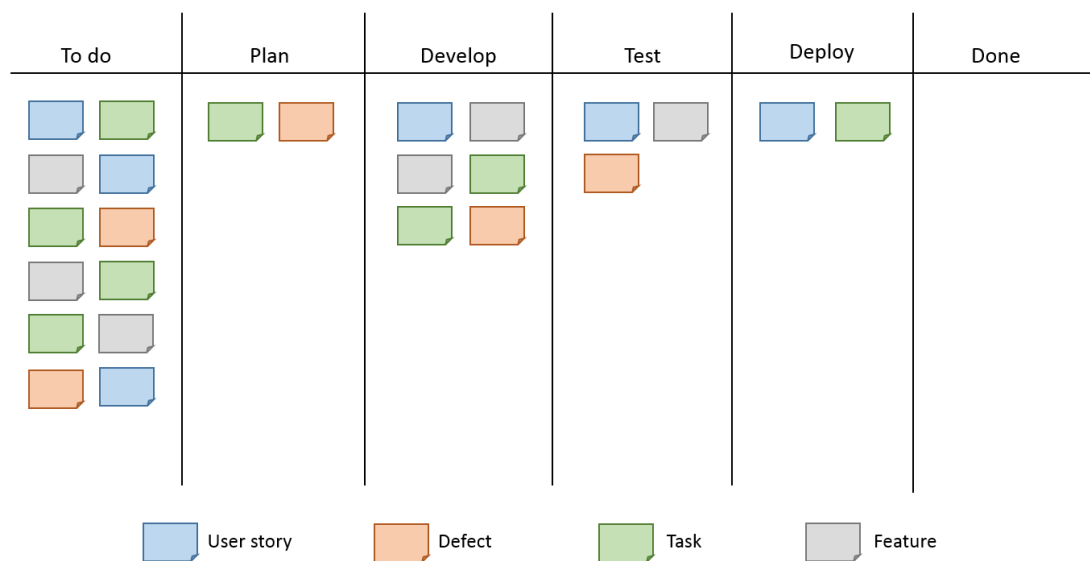 To do
Plan
Develop
Test
Deploy
Done
User story
Defect
Task
Feature